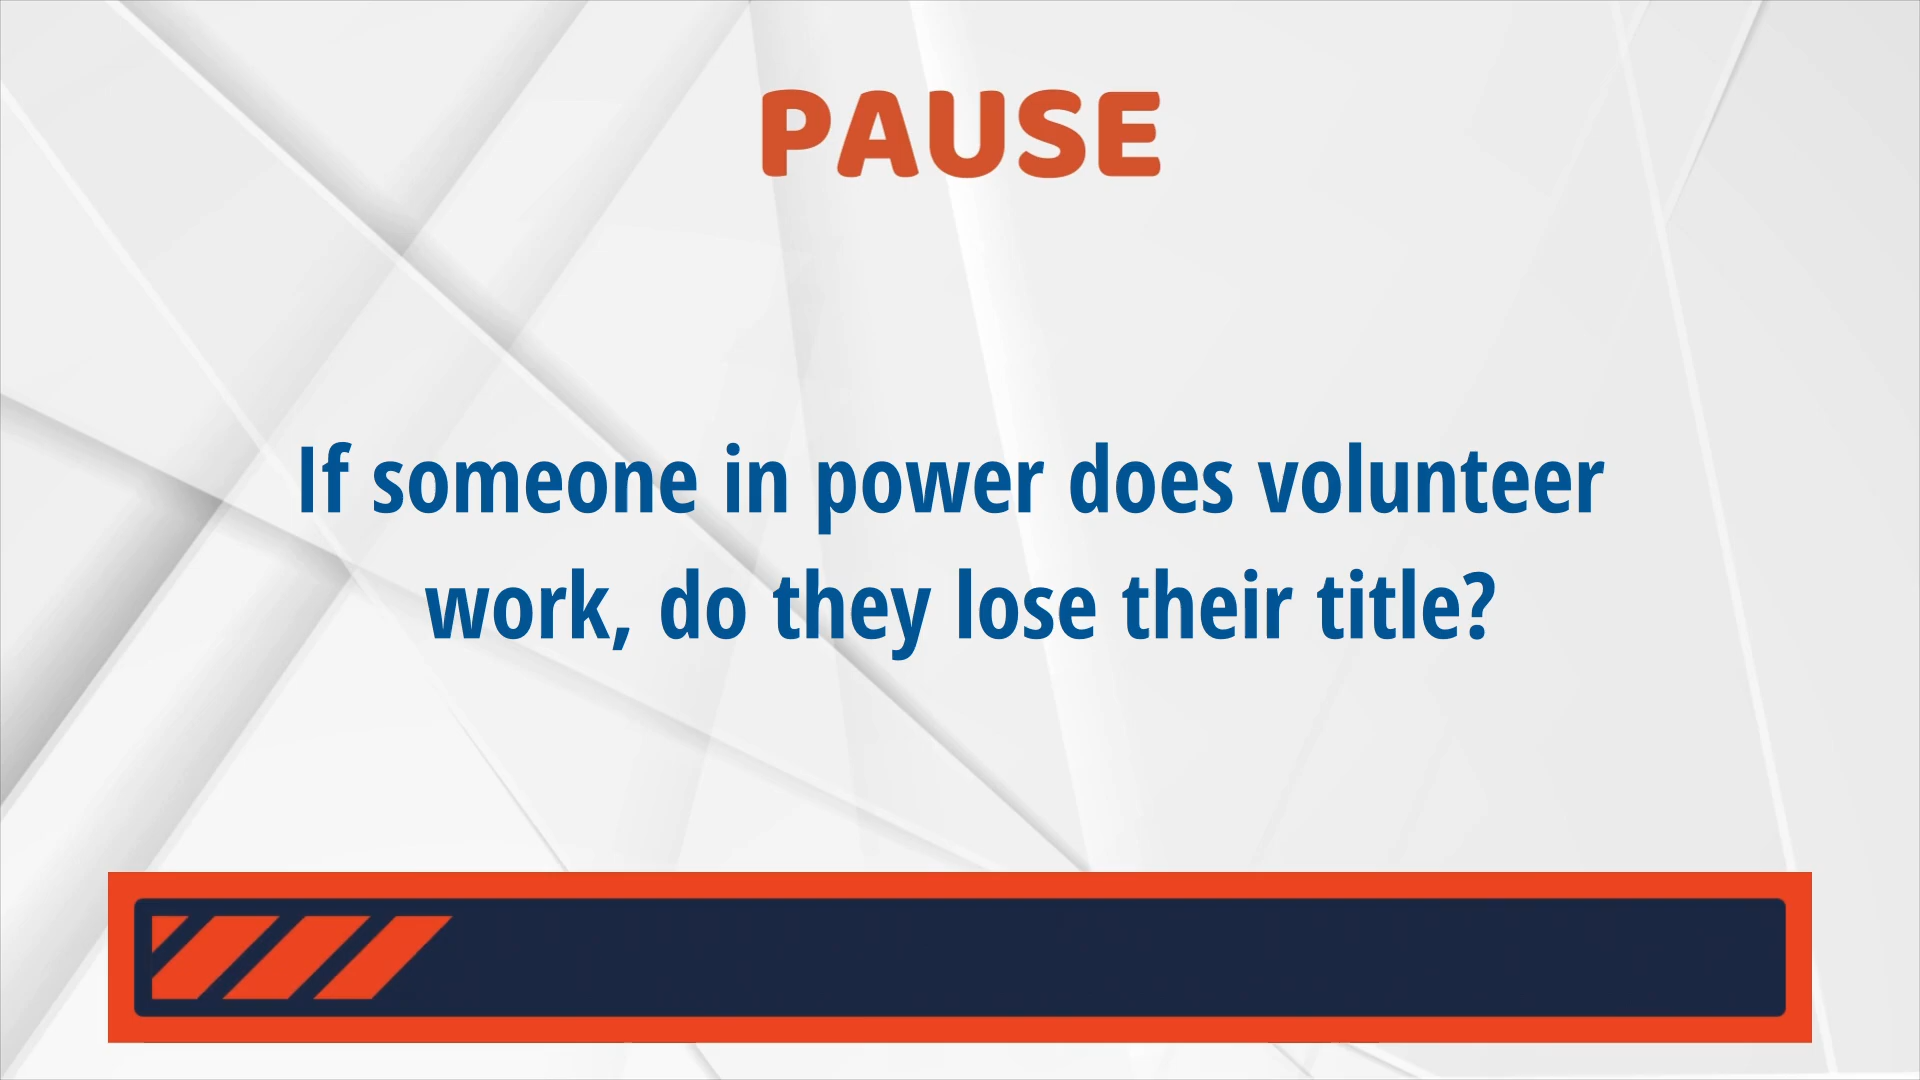 PAUSE
If someone in power does volunteer
work, do they lose their title?